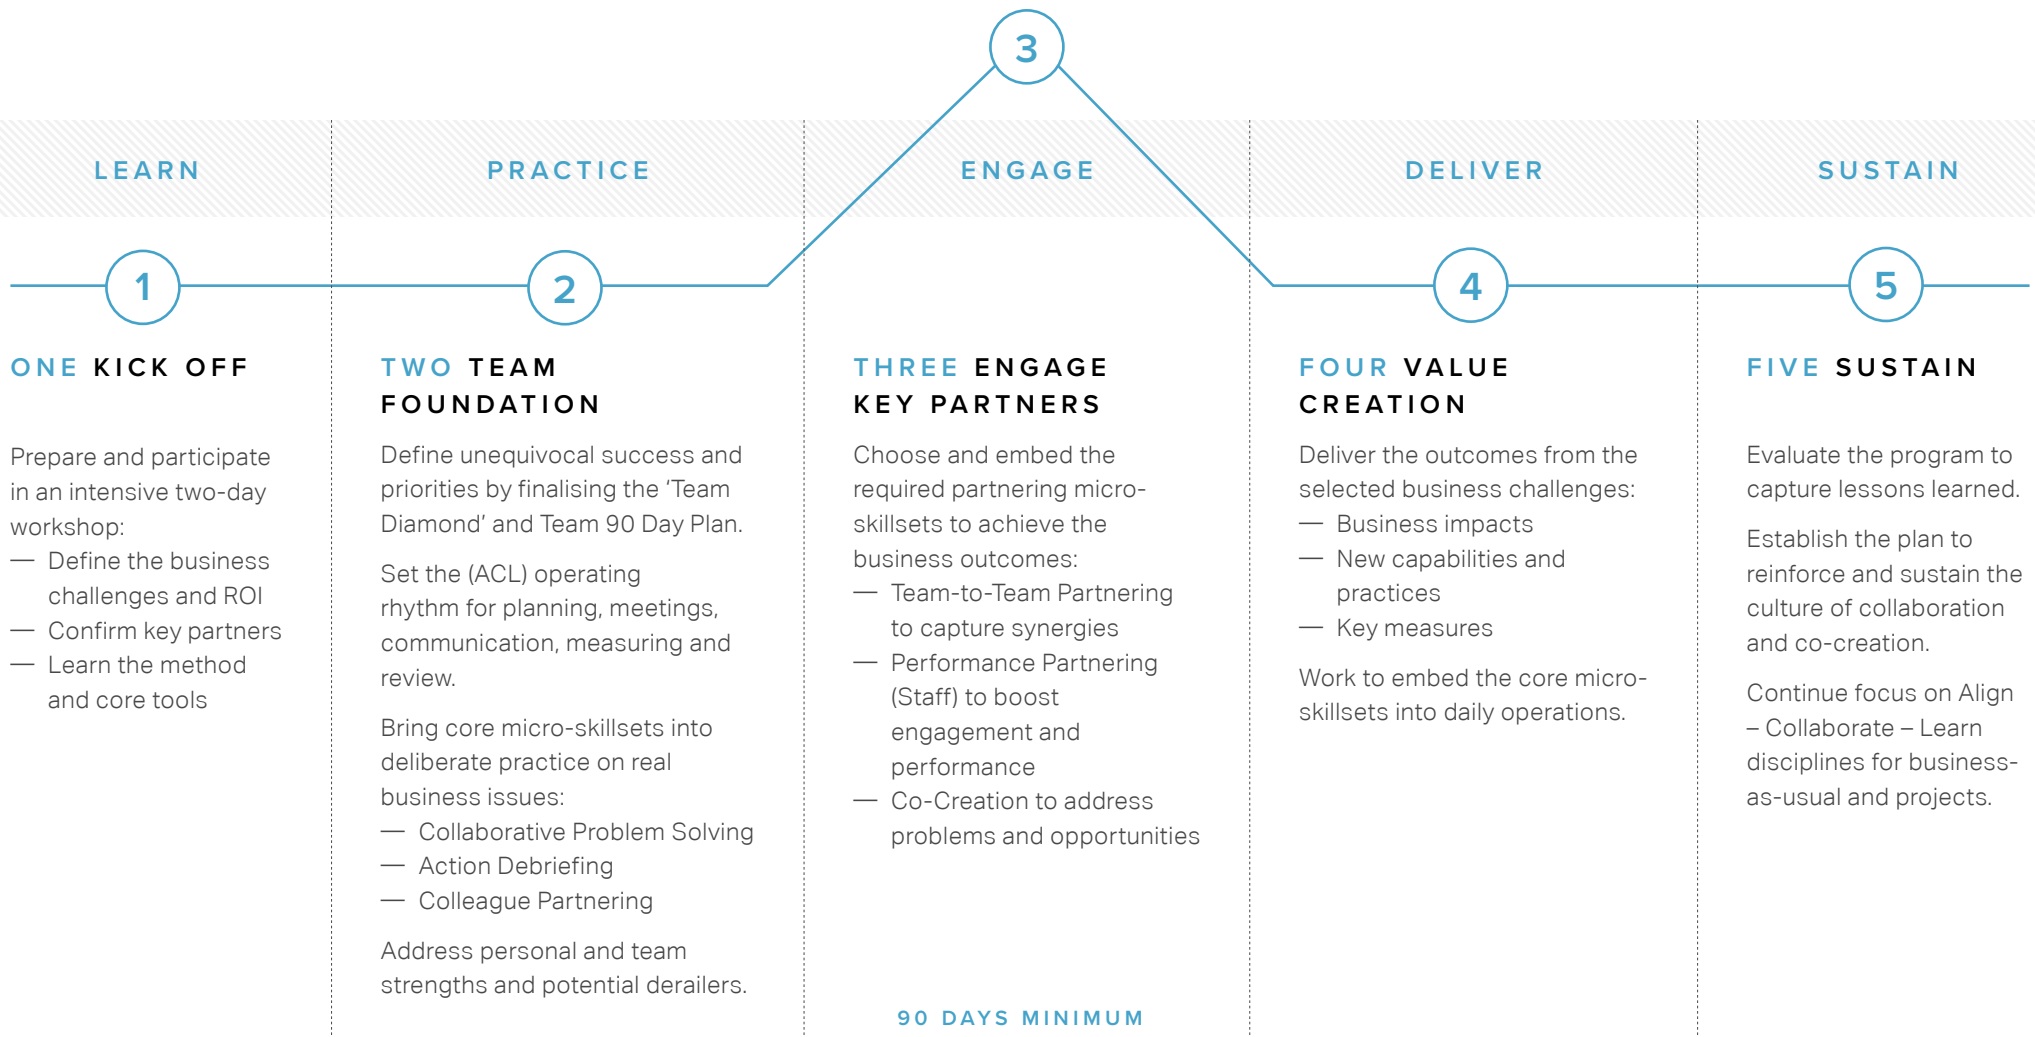 3
LEARN
PRACTICE
ENGAGE
DELIVER
SUSTAIN
1
2
4
5
ONE KICK OFF
Prepare and participate
in an intensive two-day
workshop:
— Define the business
challenges and ROI
— Confirm key partners
— Learn the method
and core tools
TWO TEAM
FOUNDATION
Define unequivocal success and
priorities by finalising the ‘Team
Diamond’ and Team 90 Day Plan.
Set the (ACL) operating
rhythm for planning, meetings,
communication, measuring and
review.
Bring core micro-skillsets into
deliberate practice on real
business issues:
— Collaborative Problem Solving
— Action Debriefing
— Colleague Partnering
Address personal and team
strengths and potential derailers.
THREE ENGAGE
KEY PARTNERS
Choose and embed the
required partnering micro-
skillsets to achieve the
business outcomes:
— Team-to-Team Partnering
to capture synergies
— Performance Partnering
(Staff) to boost
engagement and
performance
— Co-Creation to address
problems and opportunities
90 DAYS MINIMUM
FOUR VALUE
CREATION
Deliver the outcomes from the
selected business challenges:
— Business impacts
— New capabilities and
practices
— Key measures
Work to embed the core micro-
skillsets into daily operations.
FIVE SUSTAIN
Evaluate the program to
capture lessons learned.
Establish the plan to
reinforce and sustain the
culture of collaboration
and co-creation.
Continue focus on Align
– Collaborate – Learn
disciplines for business-
as-usual and projects.